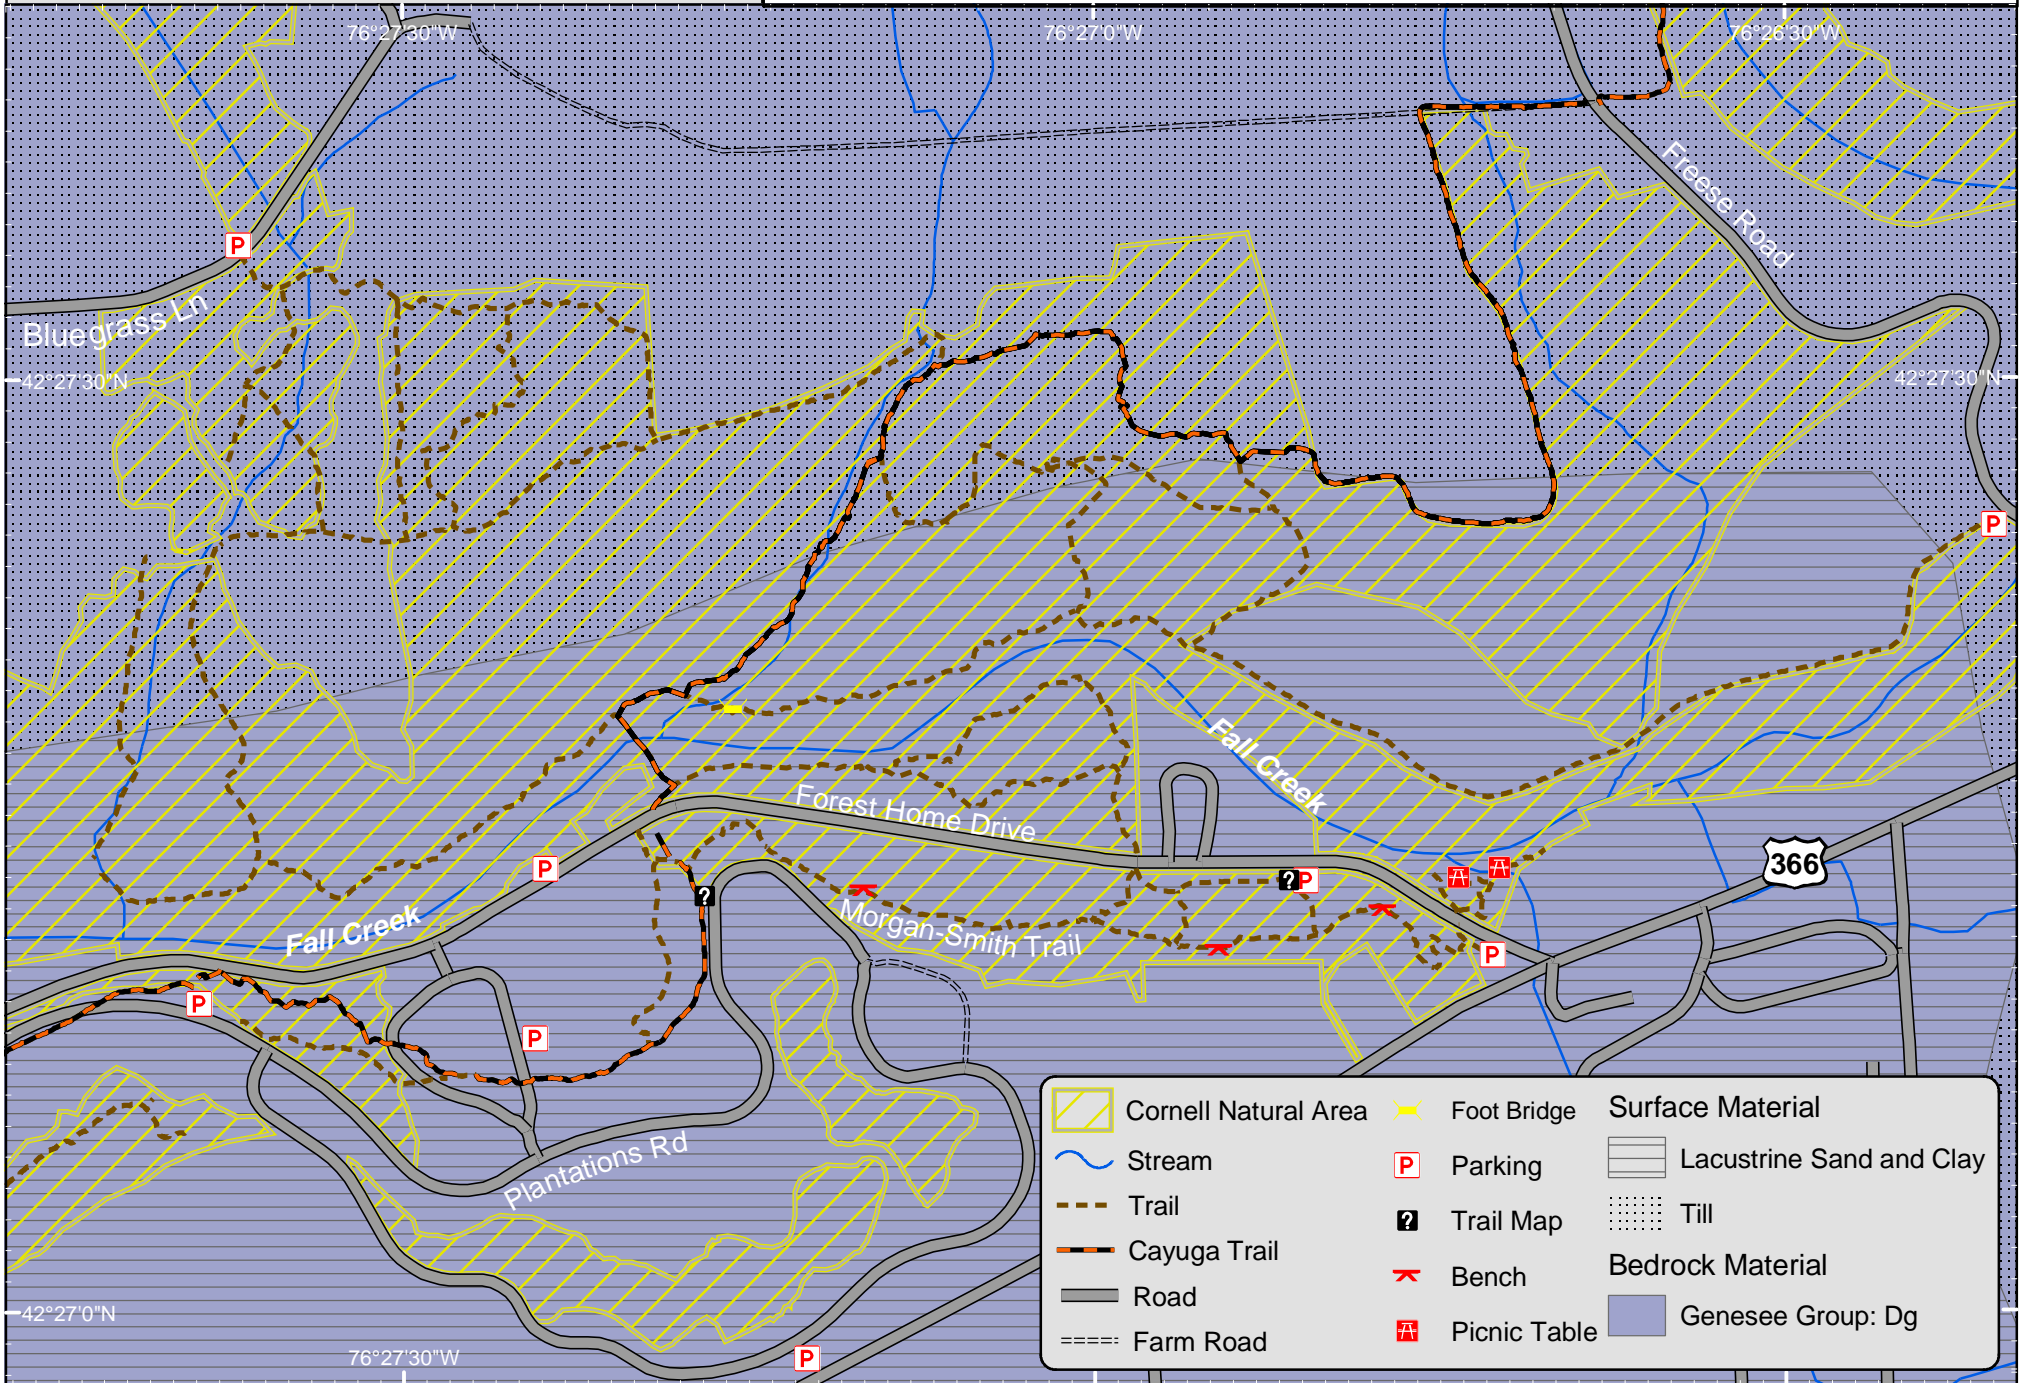 76°27'30"W
76°27'0"W
76°26'30"W
Freese Road
P
Bluegrass Ln
42°27'30"N
42°27'30"N
P
Fall Creek
Forest Home Drive
366
P
?
?
P
Morgan-Smith Trail
Fall Creek
P
P
P
Plantations Rd
42°27'0"N
76°27'30"W
P
Cornell Natural Area
Stream
Trail
Cayuga Trail
Road
Farm Road
Foot Bridge
P Parking
? Trail Map
Bench
Picnic Table
Surface Material
Lacustrine Sand and Clay
Till
Bedrock Material
Genesee Group: Dg